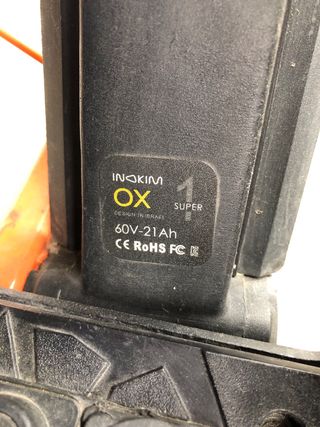 INOKIM
OX
DESIGN IN ISRAEL
1
SUPER
60V-21Ah
CE RoHS FC